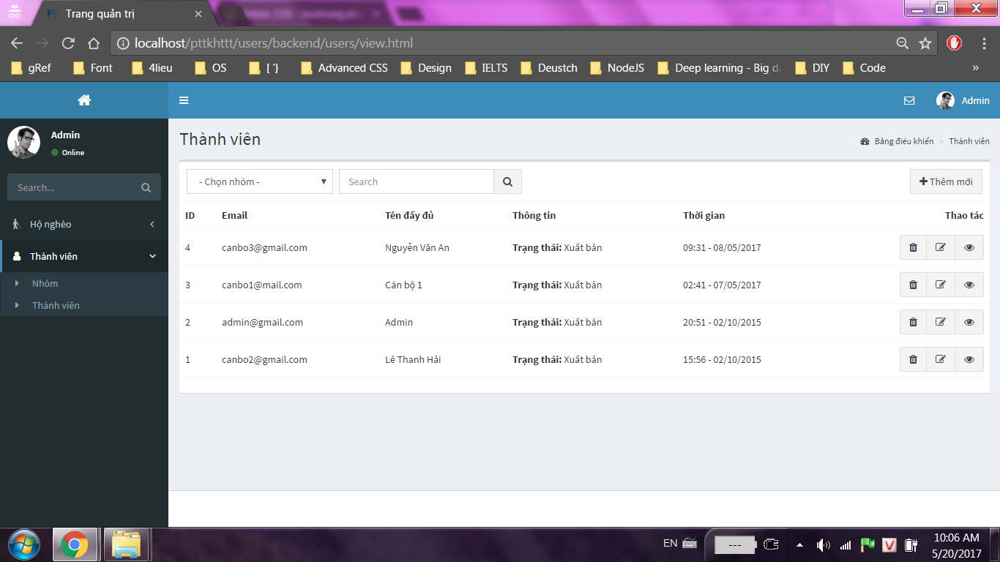 Trang quản trị
localhost/pttkhttt/users/backend/users/view.html
gRef Font 4lieu OS [ '} Advanced CSS Design IELTS Deustch NodeJS Deep learning - Big da DIY Code »
Admin
Admin
Online
Search...
Hộ nghèo
Thành viên
Nhóm
Thành viên
Thành viên
Bảng điều khiển > Thành viên
- Chọn nhóm - Search Thêm mới
ID Email Tên đầy đủ Thông tin Thời gian Thao tác
4 canbo3@gmail.com Nguyễn Văn An Trạng thái: Xuất bản 09:31 - 08/05/2017
3 canbo1@mail.com Cán bộ 1 Trạng thái: Xuất bản 02:41 - 07/05/2017
2 admin@gmail.com Admin Trạng thái: Xuất bản 20:51 - 02/10/2015
1 canbo2@gmail.com Lê Thanh Hải Trạng thái: Xuất bản 15:56 - 02/10/2015
EN --- 10:06 AM
5/20/2017